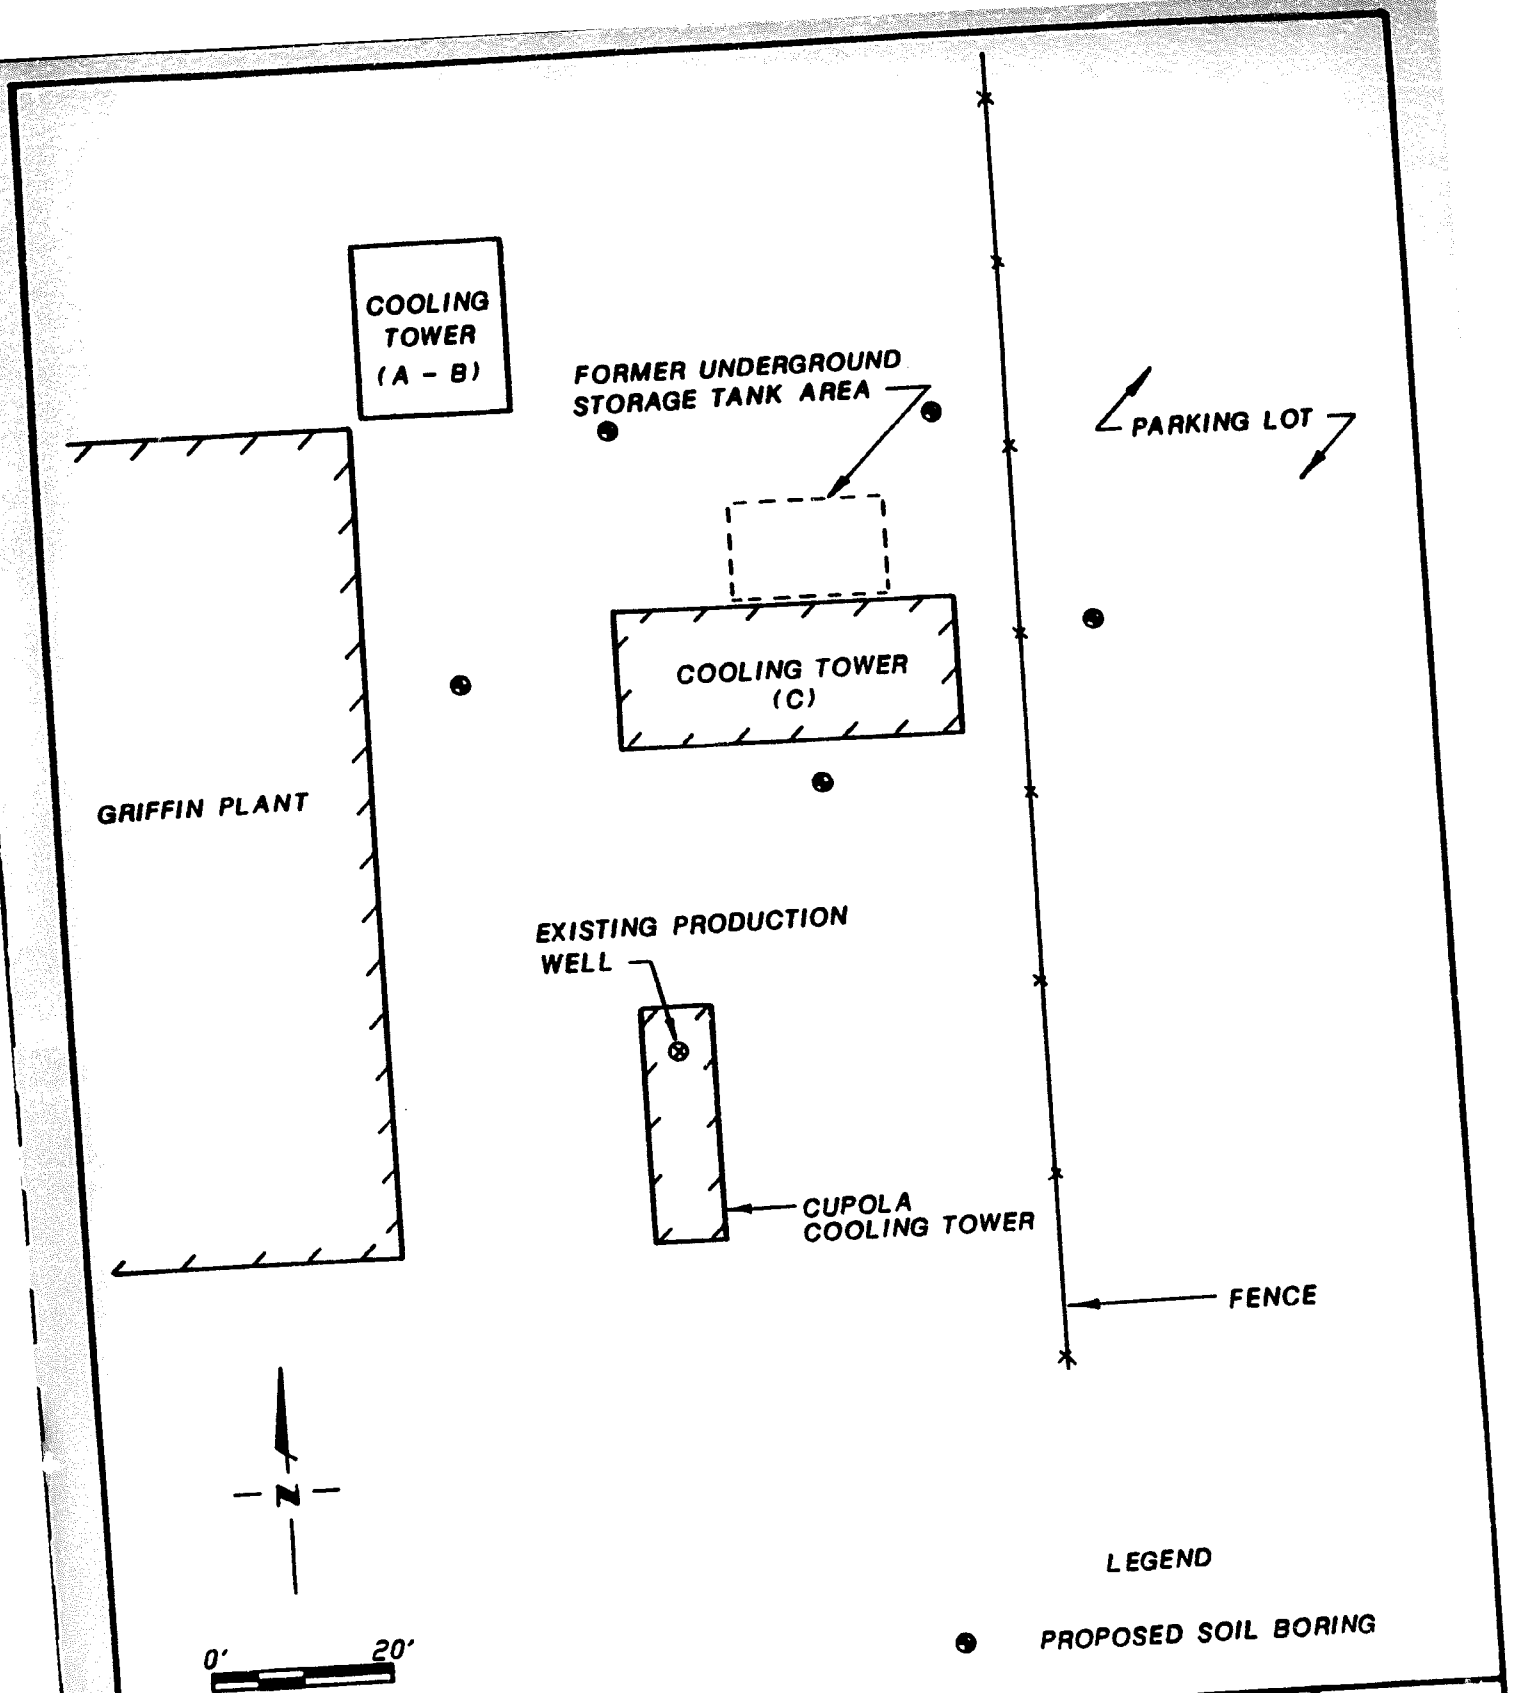 COOLING
TOWER
(A - B)
FORMER UNDERGROUND
STORAGE TANK AREA
PARKING LOT
COOLING TOWER
(C)
GRIFFIN PLANT
EXISTING PRODUCTION
WELL
CUPOLA
COOLING TOWER
FENCE
N
LEGEND
PROPOSED SOIL BORING
0' 20'